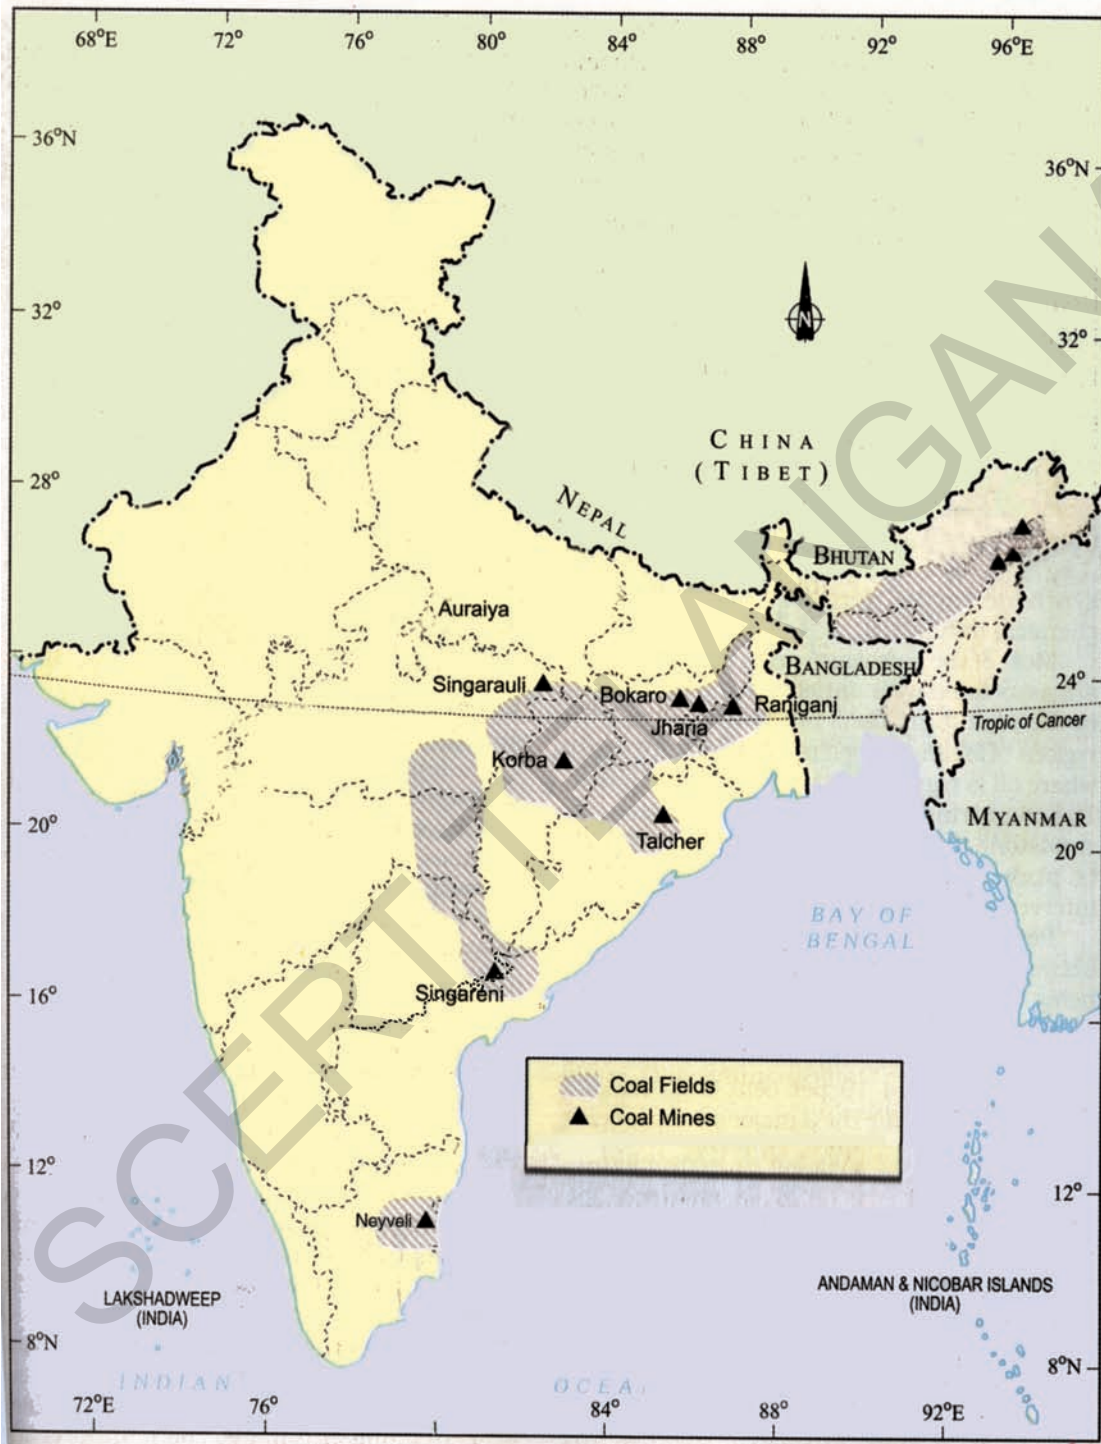 68°E 72° 76° 80° 84° 88° 92° 96°E
36°N
36°N
32°
32°
CHINA
(TIBET)
28°
NEPAL
BHUTAN
Auraiya
BANGLADESH
24°
Singarauli
Bokaro
Raniganj
Jharia
Tropic of Cancer
Korba
MYANMAR
20°
Talcher
20°
BAY OF
BENGAL
16°
Singareni
Coal Fields
Coal Mines
12°
12°
Neyveli
LAKSHADWEEP
(INDIA)
ANDAMAN & NICOBAR ISLANDS
(INDIA)
8°N
8°N
INDIAN
72°E 76° 84° 88° 92°E
N
SCERT TELANGANA